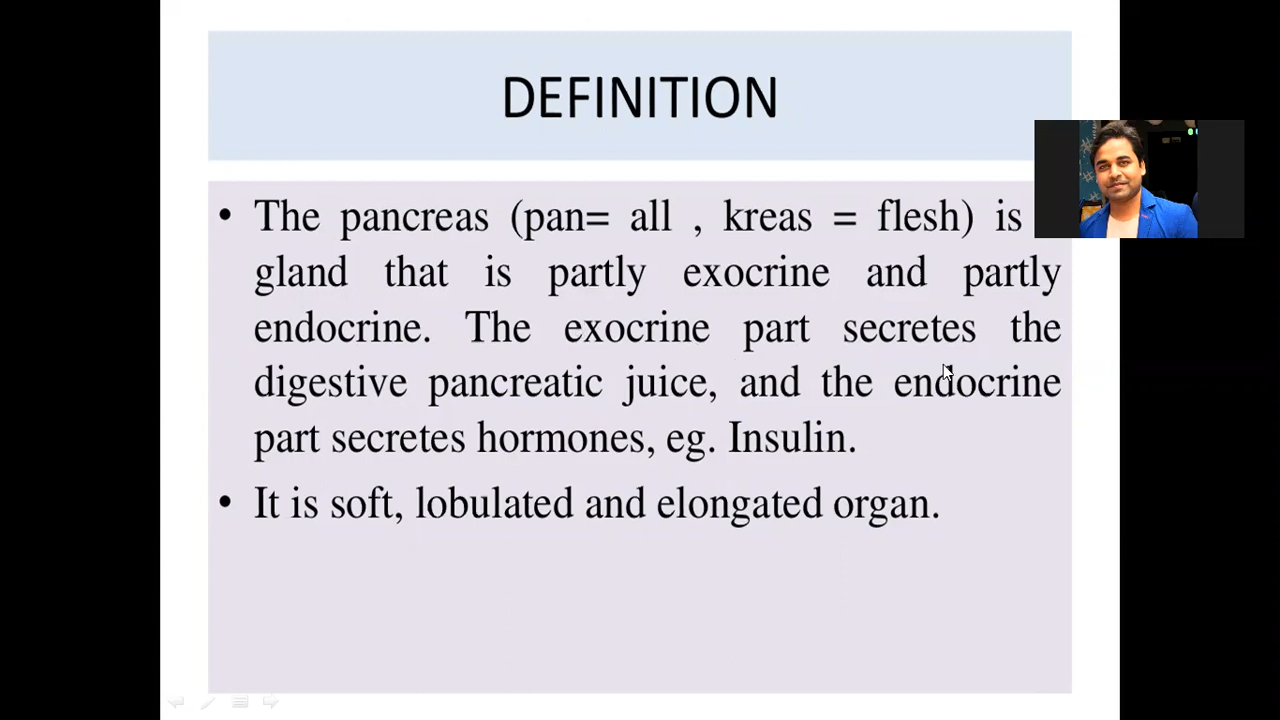 DEFINITION
• The pancreas (pan= all , kreas = flesh) is
gland that is partly exocrine and partly
endocrine. The exocrine part secretes the
digestive pancreatic juice, and the endocrine
part secretes hormones, eg. Insulin.
• It is soft, lobulated and elongated organ.